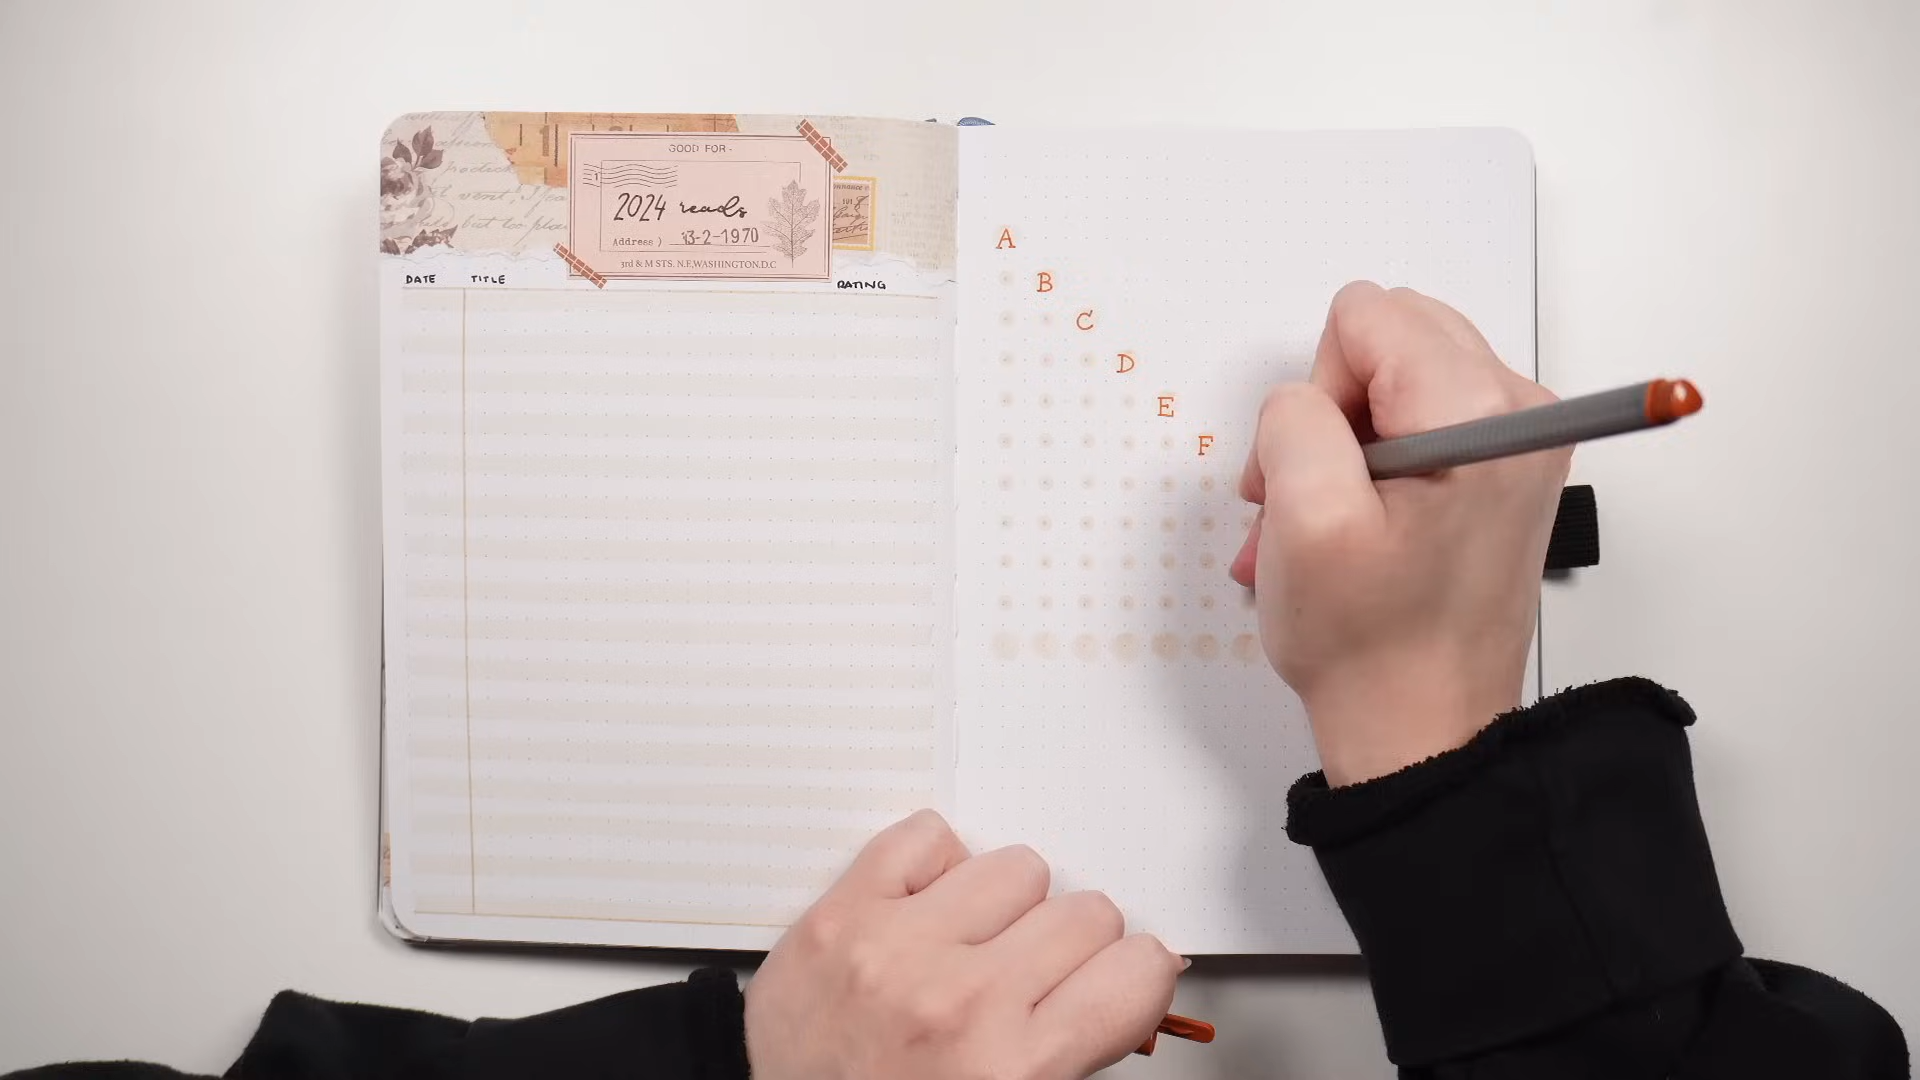 GOOD FOR -
2024 reads
Address ) 13-2-1970
3rd & M STS. N.E,WASHINGTON,D.C
DATE TITLE RATING
A
B
C
D
E
F